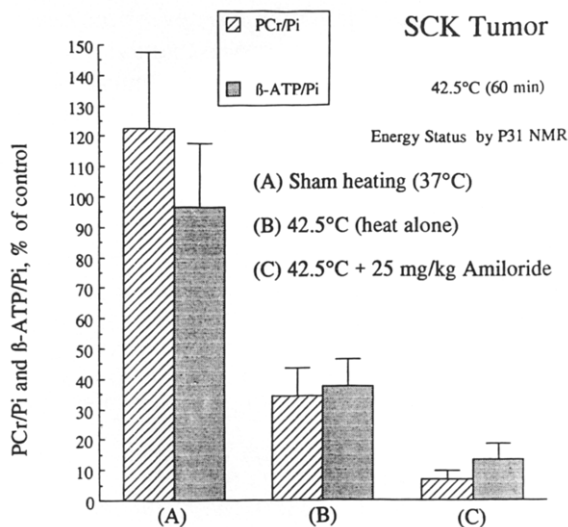 PCr/Pi
ß-ATP/Pi
SCK Tumor
42.5°C (60 min)
Energy Status by P31 NMR
(A) Sham heating (37°C)
(B) 42.5°C (heat alone)
(C) 42.5°C + 25 mg/kg Amiloride
PCr/Pi and ß-ATP/Pi, % of control
150
140
130
120
110
100
90
80
70
60
50
40
30
20
10
0
(A)
(B)
(C)